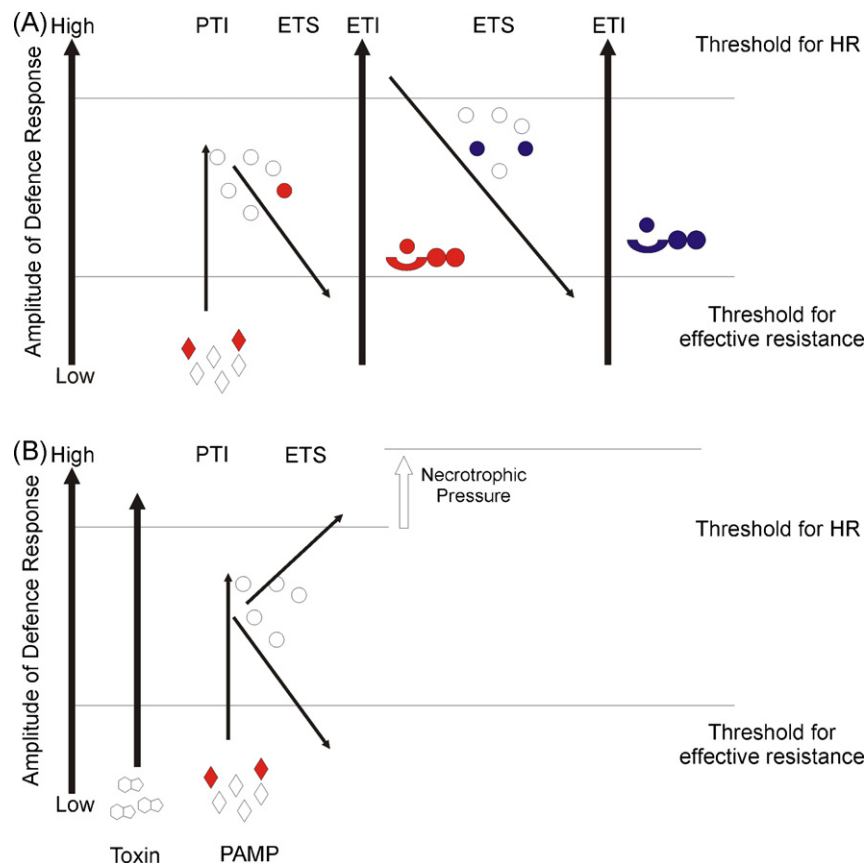 (A)
High
PTI
ETS
ETI
ETS
ETI
Threshold for HR
Amplitude of Defence Response
Threshold for
effective resistance
Low
(B)
High
PTI
ETS
Necrotrophic
Pressure
Threshold for HR
Amplitude of Defence Response
Threshold for
effective resistance
Low
Toxin
PAMP